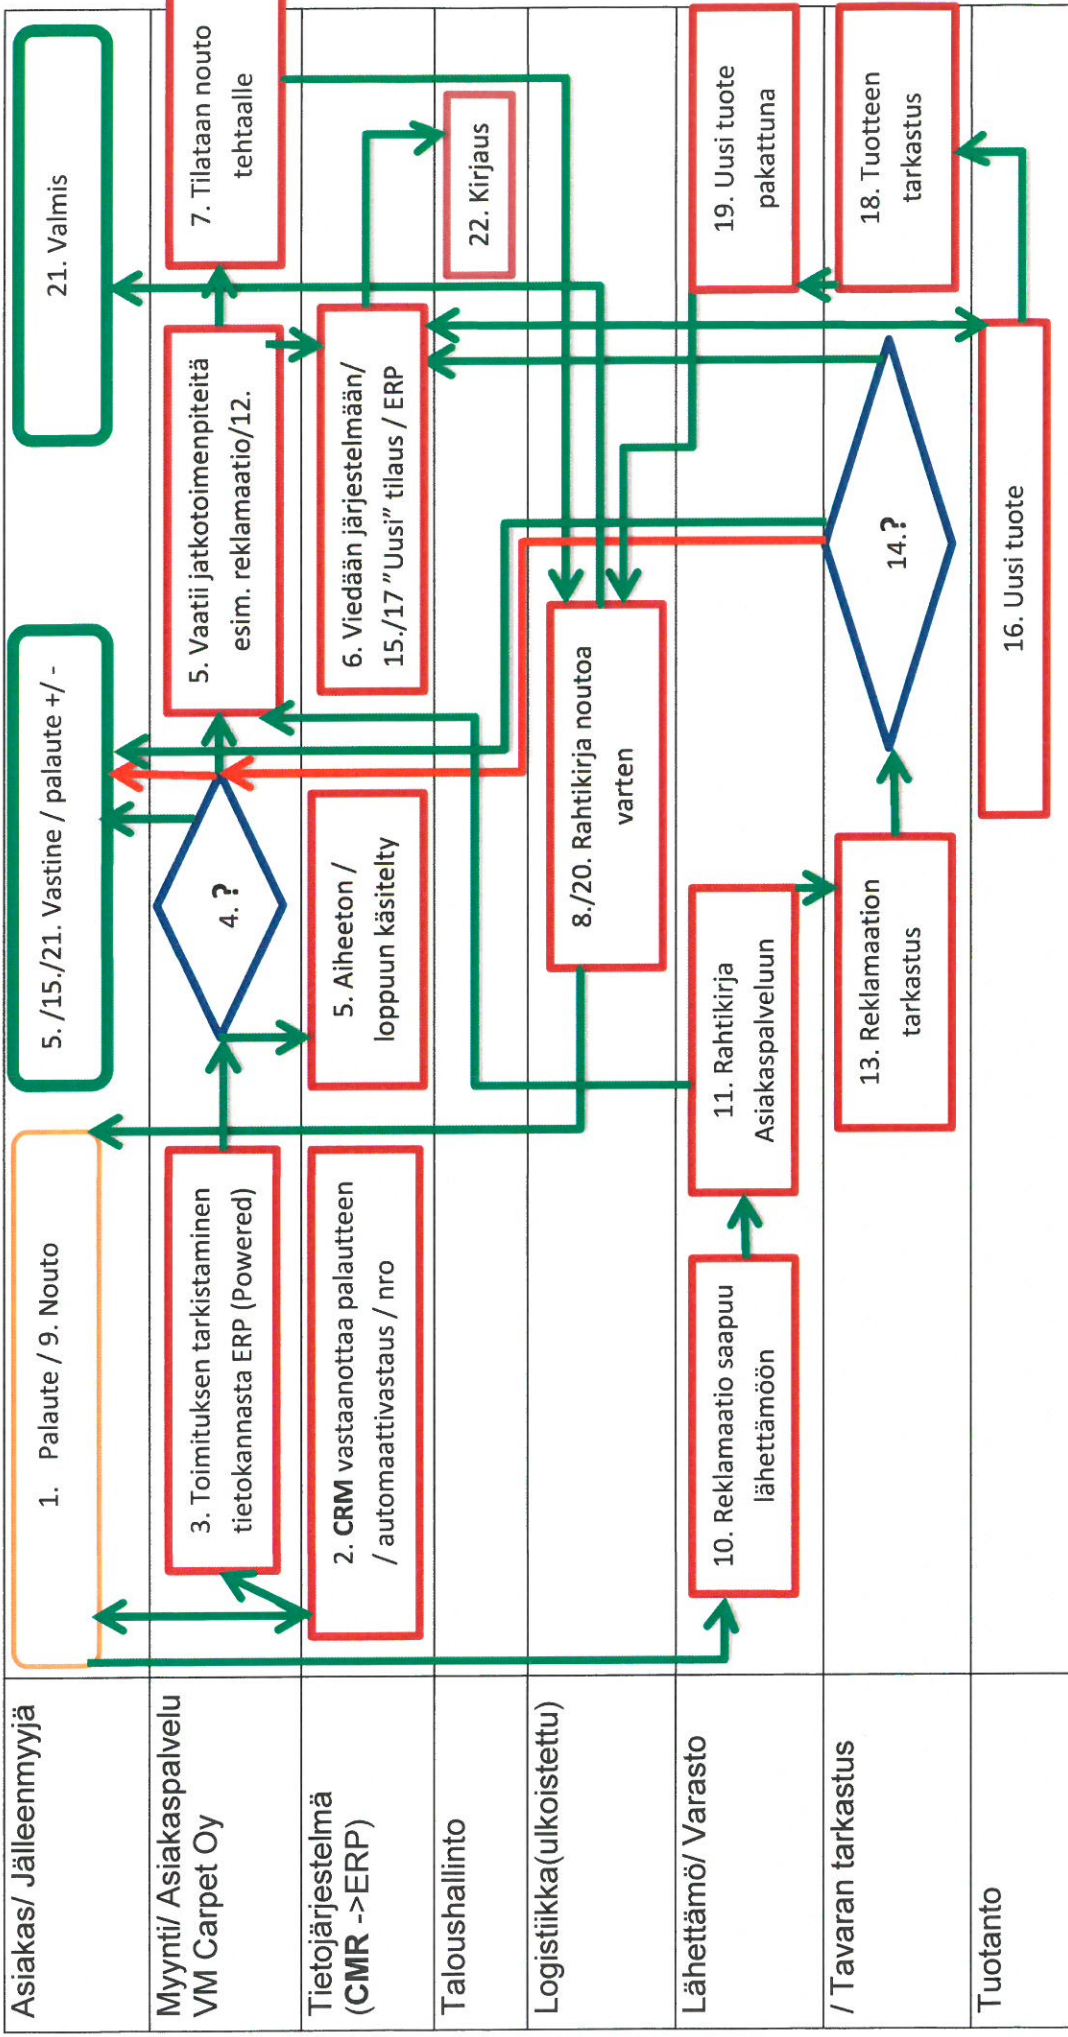 Asiakas/ Jälleenmyyjä
1. Palaute / 9. Nouto
5. /15./21. Vastine / palaute +/ -
21. Valmis
Myynti/ Asiakaspalvelu
VM Carpet Oy
3. Toimituksen tarkistaminen
tietokannasta ERP (Powered)
4. ?
5. Vaatii jatkotoimenpiteitä
esim. reklamaatio/12.
7. Tilataan nouto
tehtaalle
Tietojärjestelmä
(CMR ->ERP)
2. CRM vastaanottaa palautteen
/ automaattivastaus / nro
5. Aiheeton /
loppuun käsitelty
6. Viedään järjestelmään/
15./17 ”Uusi” tilaus / ERP
Taloushallinto
22. Kirjaus
Logistiikka(ulkoistettu)
8./20. Rahtikirja noutoa
varten
Lähettämö/ Varasto
10. Reklamaatio saapuu
lähettämöön
11. Rahtikirja
Asiakaspalveluun
19. Uusi tuote
pakattuna
/ Tavaran tarkastus
13. Reklamaation
tarkastus
14.?
18. Tuotteen
tarkastus
Tuotanto
16. Uusi tuote